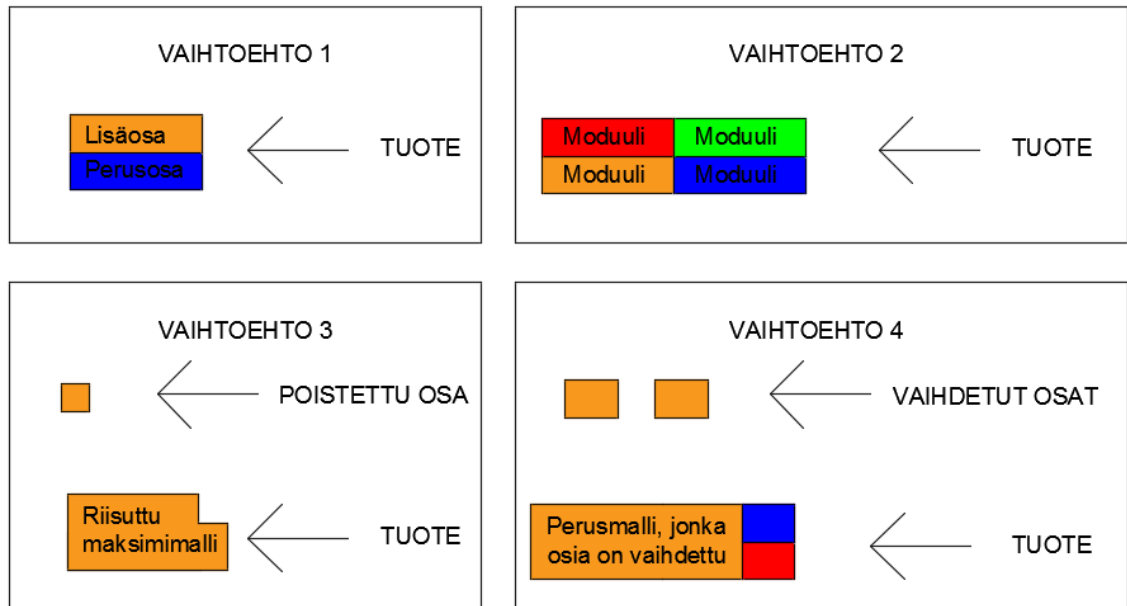 VAIHTOEHTO 1
Lisäosa
Perusosa
TUOTE
VAIHTOEHTO 2
Moduuli Moduuli
Moduuli Moduuli
TUOTE
VAIHTOEHTO 3
POISTETTU OSA
Riisuttu
maksimimalli
TUOTE
VAIHTOEHTO 4
VAIHDETUT OSAT
Perusmalli, jonka
osia on vaihdettu
TUOTE